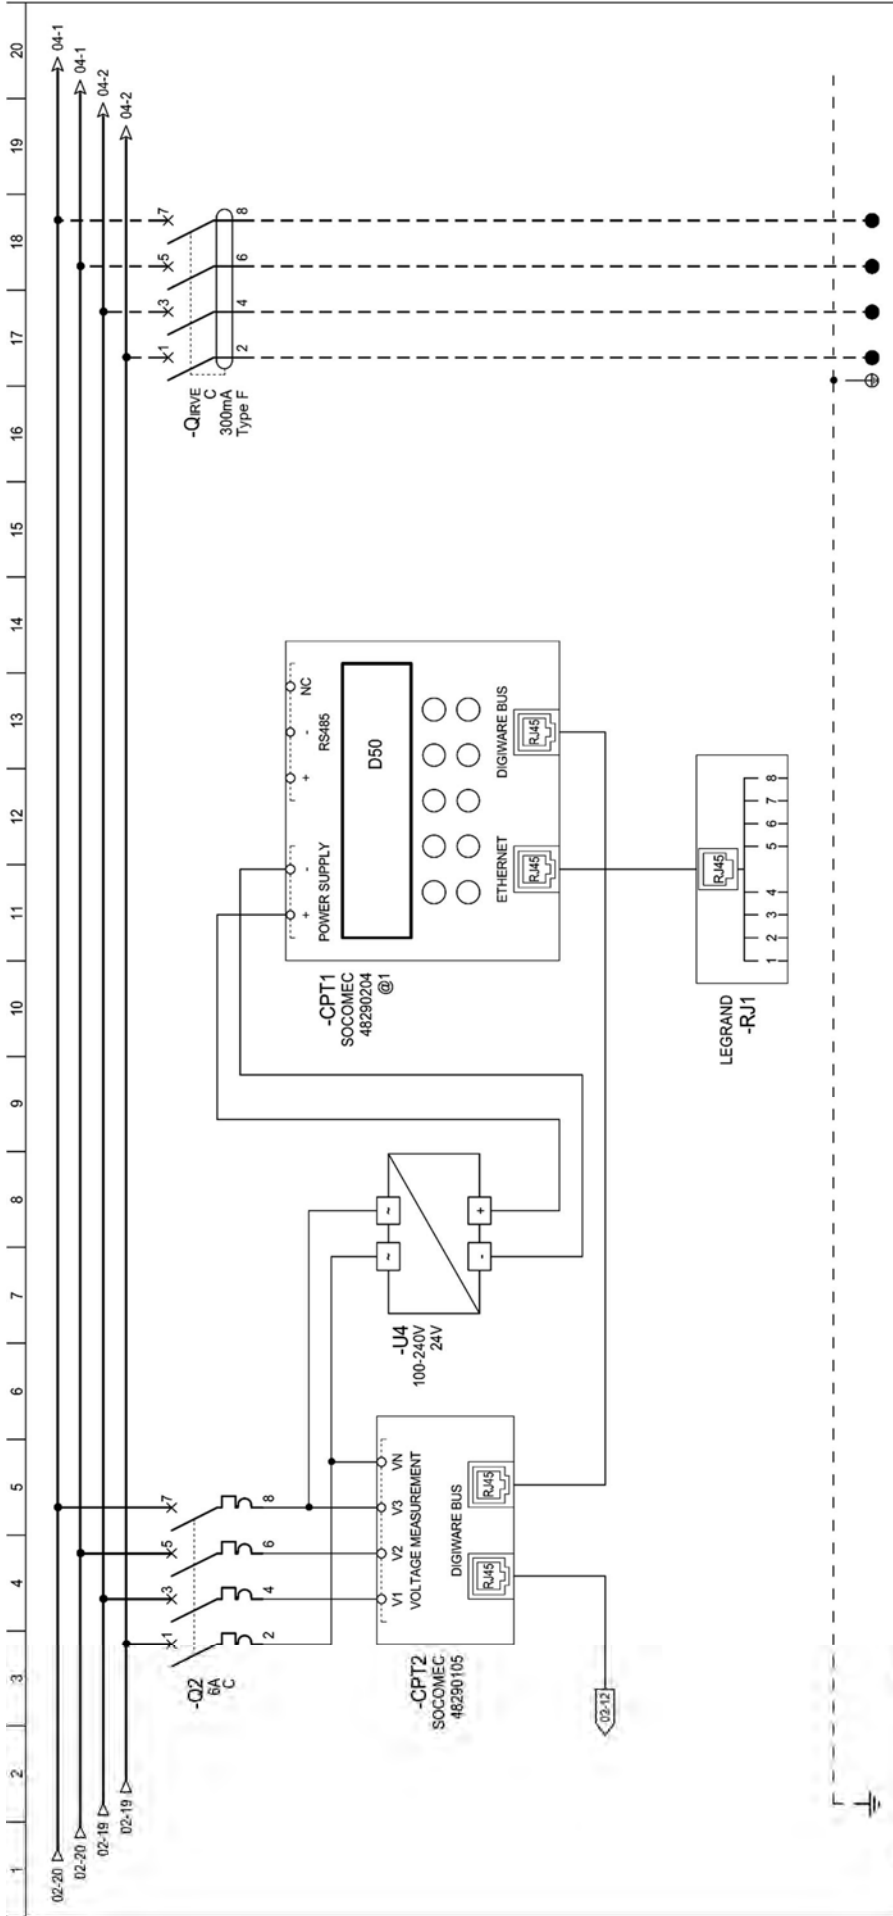 1 2 3 4 5 6 7 8 9 10 11 12 13 14 15 16 17 18 19 20
02-20 04-1
02-20 04-1
02-19 04-2
02-19 04-2
1 3 5 7
-Q2
6A
C
2 4 6 8
1 3 5 7
-QIRVE
C
300mA
Type F
2 4 6 8
-CPT2
SOCOMEC
48290105
V1 V2 V3 VN
VOLTAGE MEASUREMENT
DIGIWARE BUS
RJ45 RJ45
02-12
-U4
100-240V
24V
~ ~
- +
-CPT1
SOCOMEC
48290204
@1
+ - + - NC
POWER SUPPLY RS485
D50
ETHERNET DIGIWARE BUS
RJ45 RJ45
LEGRAND
-RJ1
RJ45
1 2 3 4 5 6 7 8